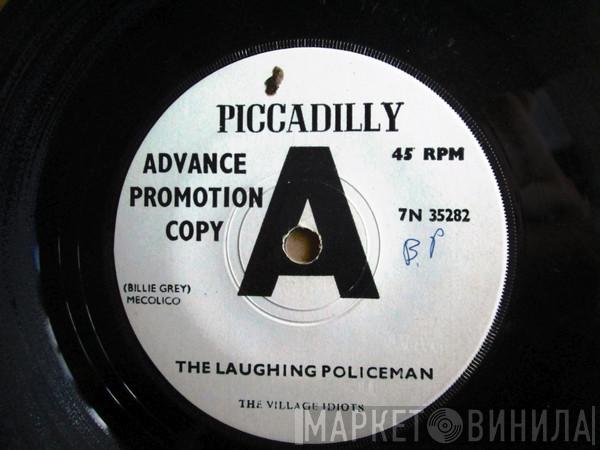 PICCADILLY
ADVANCE
PROMOTION
COPY
A
45 RPM
7N 35282
B.P
(BILLIE GREY)
MECOLICO
THE LAUGHING POLICEMAN
THE VILLAGE IDIOTS
МАРКЕТ ВИНИЛА